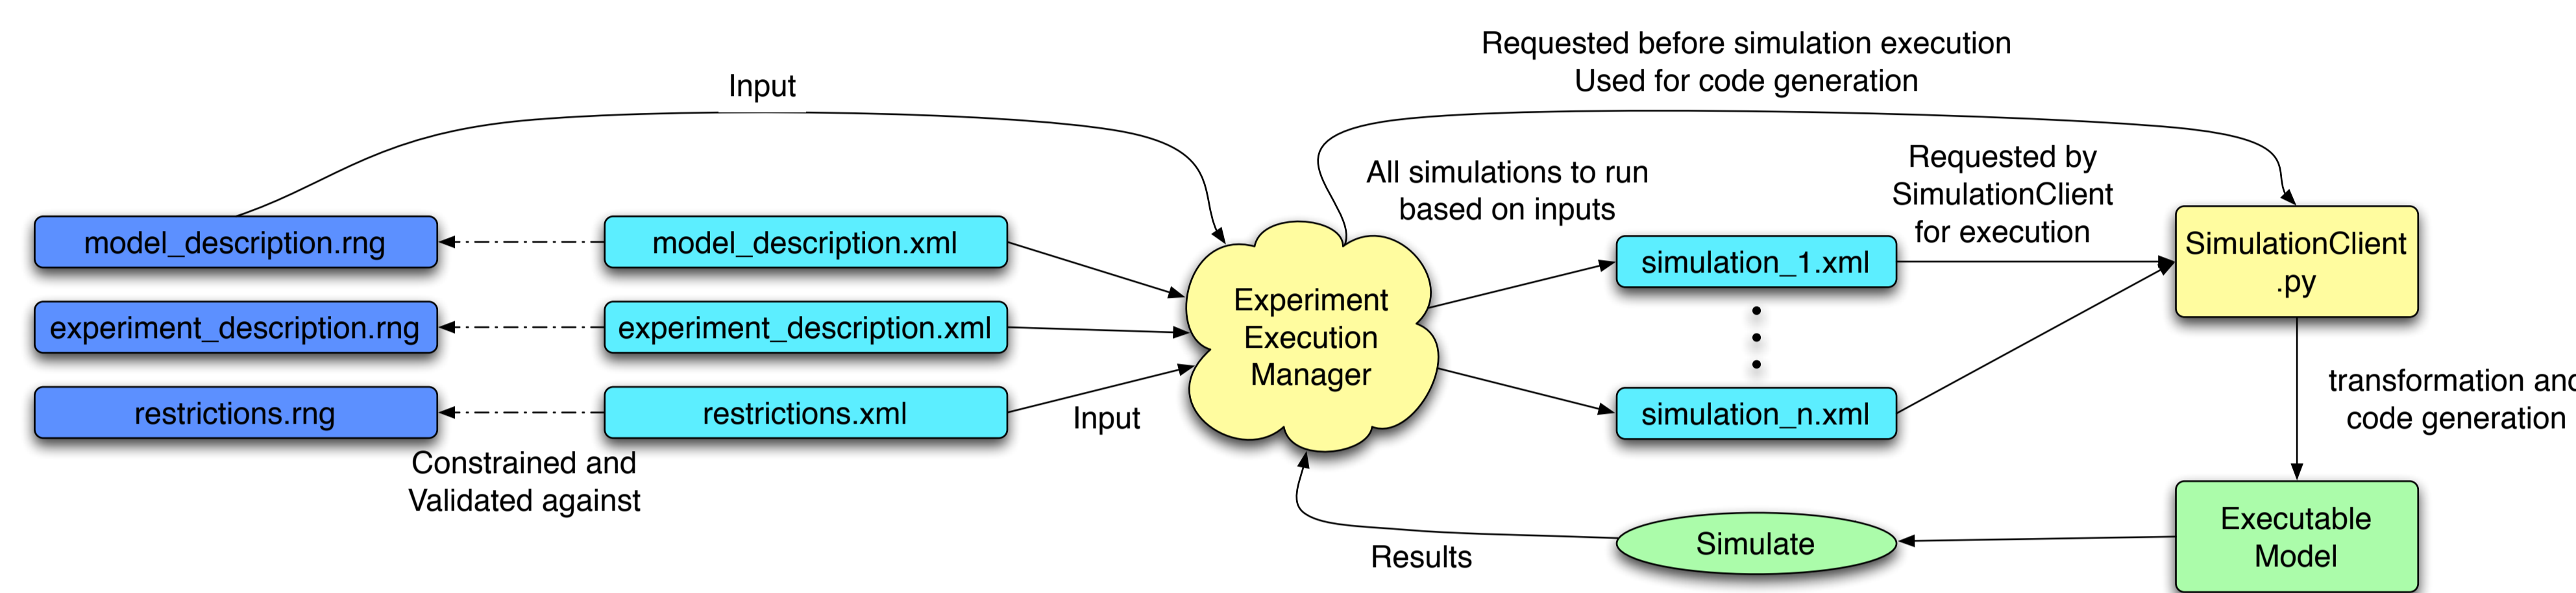 Requested before simulation execution
Used for code generation
Input
All simulations to run
based on inputs
Requested by
SimulationClient
for execution
model_description.rng
model_description.xml
experiment_description.rng
experiment_description.xml
restrictions.rng
restrictions.xml
Constrained and
Validated against
Input
Experiment
Execution
Manager
simulation_1.xml
simulation_n.xml
SimulationClient
.py
transformation and
code generation
Executable
Model
Simulate
Results